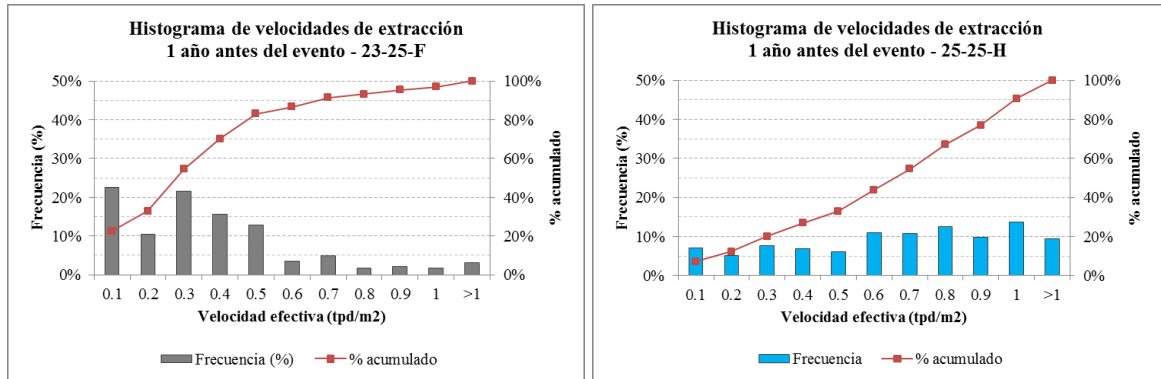 Histograma de velocidades de extracción
1 año antes del evento - 23-25-F
50%
40%
30%
20%
10%
0%
Frecuencia (%)
100%
80%
60%
40%
20%
0%
% acumulado
0.1 0.2 0.3 0.4 0.5 0.6 0.7 0.8 0.9 1 >1
Velocidad efectiva (tpd/m2)
Frecuencia (%) % acumulado
Histograma de velocidades de extracción
1 año antes del evento - 25-25-H
50%
40%
30%
20%
10%
0%
Frecuencia (%)
100%
80%
60%
40%
20%
0%
% acumulado
0.1 0.2 0.3 0.4 0.5 0.6 0.7 0.8 0.9 1 >1
Velocidad efectiva (tpd/m2)
Frecuencia % acumulado